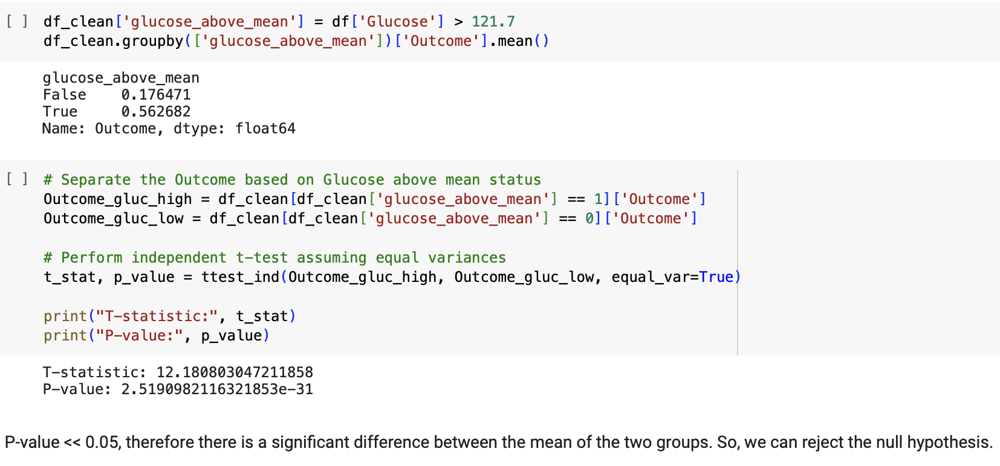 [ ] df_clean['glucose_above_mean'] = df['Glucose'] > 121.7
df_clean.groupby(['glucose_above_mean'])['Outcome'].mean()
glucose_above_mean
False    0.176471
True     0.562682
Name: Outcome, dtype: float64
[ ] # Separate the Outcome based on Glucose above mean status
Outcome_gluc_high = df_clean[df_clean['glucose_above_mean'] == 1]['Outcome']
Outcome_gluc_low = df_clean[df_clean['glucose_above_mean'] == 0]['Outcome']
# Perform independent t-test assuming equal variances
t_stat, p_value = ttest_ind(Outcome_gluc_high, Outcome_gluc_low, equal_var=True)
print("T-statistic:", t_stat)
print("P-value:", p_value)
T-statistic: 12.180803047211858
P-value: 2.5190982116321853e-31
P-value << 0.05, therefore there is a significant difference between the mean of the two groups. So, we can reject the null hypothesis.